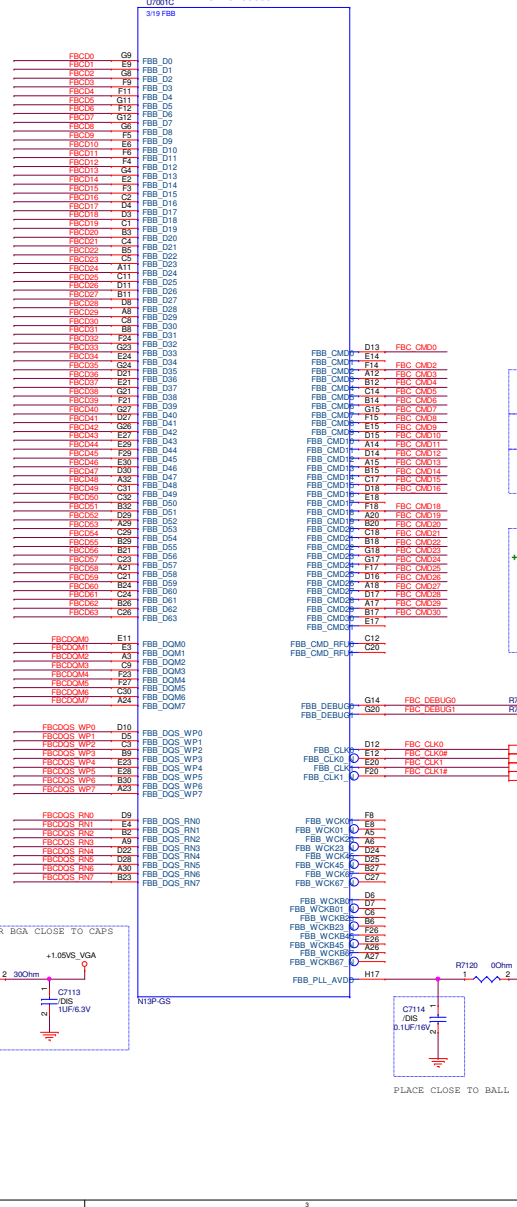 U7001C
3/19 FBB
FBCD0 G9 FBB_D0
FBCD1 E9 FBB_D1
FBCD2 G8 FBB_D2
FBCD3 F9 FBB_D3
FBCD4 F11 FBB_D4
FBCD5 G11 FBB_D5
FBCD6 F12 FBB_D6
FBCD7 G12 FBB_D7
FBCD8 G6 FBB_D8
FBCD9 F5 FBB_D9
FBCD10 E6 FBB_D10
FBCD11 F6 FBB_D11
FBCD12 F4 FBB_D12
FBCD13 G4 FBB_D13
FBCD14 E2 FBB_D14
FBCD15 F3 FBB_D15
FBCD16 C2 FBB_D16
FBCD17 D4 FBB_D17
FBCD18 D3 FBB_D18
FBCD19 C1 FBB_D19
FBCD20 B3 FBB_D20
FBCD21 C4 FBB_D21
FBCD22 B5 FBB_D22
FBCD23 C5 FBB_D23
FBCD24 A11 FBB_D24
FBCD25 C11 FBB_D25
FBCD26 D11 FBB_D26
FBCD27 B11 FBB_D27
FBCD28 D8 FBB_D28
FBCD29 A8 FBB_D29
FBCD30 C8 FBB_D30
FBCD31 B8 FBB_D31
FBCD32 F24 FBB_D32
FBCD33 G23 FBB_D33
FBCD34 E24 FBB_D34
FBCD35 G24 FBB_D35
FBCD36 D21 FBB_D36
FBCD37 E21 FBB_D37
FBCD38 G21 FBB_D38
FBCD39 F21 FBB_D39
FBCD40 G27 FBB_D40
FBCD41 D27 FBB_D41
FBCD42 G26 FBB_D42
FBCD43 E27 FBB_D43
FBCD44 E29 FBB_D44
FBCD45 F29 FBB_D45
FBCD46 E30 FBB_D46
FBCD47 D30 FBB_D47
FBCD48 A32 FBB_D48
FBCD49 C31 FBB_D49
FBCD50 C32 FBB_D50
FBCD51 B32 FBB_D51
FBCD52 D29 FBB_D52
FBCD53 A29 FBB_D53
FBCD54 C29 FBB_D54
FBCD55 B29 FBB_D55
FBCD56 B21 FBB_D56
FBCD57 C23 FBB_D57
FBCD58 A21 FBB_D58
FBCD59 C21 FBB_D59
FBCD60 B24 FBB_D60
FBCD61 C24 FBB_D61
FBCD62 B26 FBB_D62
FBCD63 C26 FBB_D63
FBCDQM0 E11 FBB_DQM0
FBCDQM1 E3 FBB_DQM1
FBCDQM2 A3 FBB_DQM2
FBCDQM3 C9 FBB_DQM3
FBCDQM4 F23 FBB_DQM4
FBCDQM5 F27 FBB_DQM5
FBCDQM6 C30 FBB_DQM6
FBCDQM7 A24 FBB_DQM7
FBCDQS_WP0 D10 FBB_DQS_WP0
FBCDQS_WP1 D5 FBB_DQS_WP1
FBCDQS_WP2 C3 FBB_DQS_WP2
FBCDQS_WP3 B9 FBB_DQS_WP3
FBCDQS_WP4 E23 FBB_DQS_WP4
FBCDQS_WP5 E28 FBB_DQS_WP5
FBCDQS_WP6 B30 FBB_DQS_WP6
FBCDQS_WP7 A23 FBB_DQS_WP7
FBCDQS_RN0 D9 FBB_DQS_RN0
FBCDQS_RN1 E4 FBB_DQS_RN1
FBCDQS_RN2 B2 FBB_DQS_RN2
FBCDQS_RN3 A9 FBB_DQS_RN3
FBCDQS_RN4 D22 FBB_DQS_RN4
FBCDQS_RN5 D28 FBB_DQS_RN5
FBCDQS_RN6 A30 FBB_DQS_RN6
FBCDQS_RN7 B23 FBB_DQS_RN7
FBB_CMD0 D13 FBC_CMD0
FBB_CMD1 E14
FBB_CMD2 F14 FBC_CMD2
FBB_CMD3 A12 FBC_CMD3
FBB_CMD4 B12 FBC_CMD4
FBB_CMD5 C14 FBC_CMD5
FBB_CMD6 B14 FBC_CMD6
FBB_CMD7 G15 FBC_CMD7
FBB_CMD8 F15 FBC_CMD8
FBB_CMD9 E15 FBC_CMD9
FBB_CMD10 D15 FBC_CMD10
FBB_CMD11 A14 FBC_CMD11
FBB_CMD12 D14 FBC_CMD12
FBB_CMD13 A15 FBC_CMD13
FBB_CMD14 B15 FBC_CMD14
FBB_CMD15 C17 FBC_CMD15
FBB_CMD16 D18 FBC_CMD16
FBB_CMD17 E18
FBB_CMD18 F18 FBC_CMD18
FBB_CMD19 A20 FBC_CMD19
FBB_CMD20 B20 FBC_CMD20
FBB_CMD21 C18 FBC_CMD21
FBB_CMD22 B18 FBC_CMD22
FBB_CMD23 G18 FBC_CMD23
FBB_CMD24 G17 FBC_CMD24
FBB_CMD25 F17 FBC_CMD25
FBB_CMD26 D16 FBC_CMD26
FBB_CMD27 A18 FBC_CMD27
FBB_CMD28 D17 FBC_CMD28
FBB_CMD29 A17 FBC_CMD29
FBB_CMD30 B17 FBC_CMD30
FBB_CMD31 E17
FBB_CMD_RFU0 C12
FBB_CMD_RFU1 C20
FBB_DEBUG0 G14 FBC_DEBUG0 R7
FBB_DEBUG1 G20 FBC_DEBUG1 R7
FBB_CLK0 D12 FBC_CLK0
FBB_CLK0_N E12 FBC_CLK0#
FBB_CLK1 E20 FBC_CLK1
FBB_CLK1_N F20 FBC_CLK1#
FBB_WCK01 F8
FBB_WCK01_N E8
FBB_WCK23 A5
FBB_WCK23_N A6
FBB_WCK45 D24
FBB_WCK45_N D25
FBB_WCK67 B27
FBB_WCK67_N C27
FBB_WCKB01 D6
FBB_WCKB01_N D7
FBB_WCKB23 C6
FBB_WCKB23_N B6
FBB_WCKB45 F26
FBB_WCKB45_N E26
FBB_WCKB67 A26
FBB_WCKB67_N A27
FBB_PLL_AVDD H17
R7120 0Ohm
1 2
R BGA CLOSE TO CAPS
+1.05VS_VGA
2 30Ohm
1
C7113
/DIS
1UF/6.3V
2
N13P-GS
1
C7114
/DIS
0.1UF/16V
2
PLACE CLOSE TO BALL
3